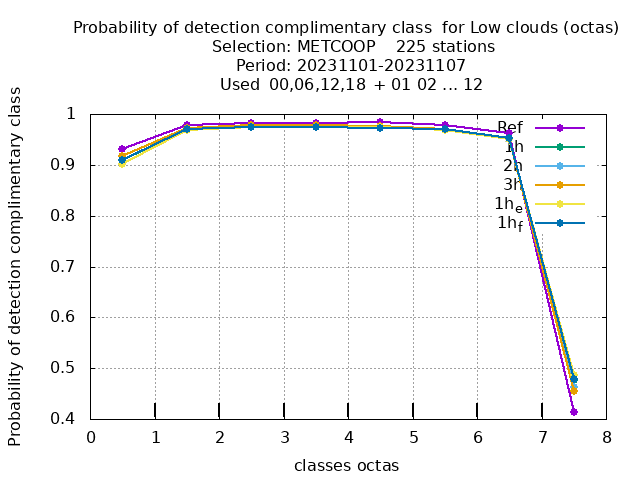 Probability of detection complimentary class  for Low clouds (octas)
Selection: METCOOP    225 stations
Period: 20231101-20231107
Used  00,06,12,18  + 01 02 ... 12
Probability of detection complimentary class
1
0.9
0.8
0.7
0.6
0.5
0.4
Ref
1h
2h
3h
1he
1hf
0 1 2 3 4 5 6 7 8
classes octas